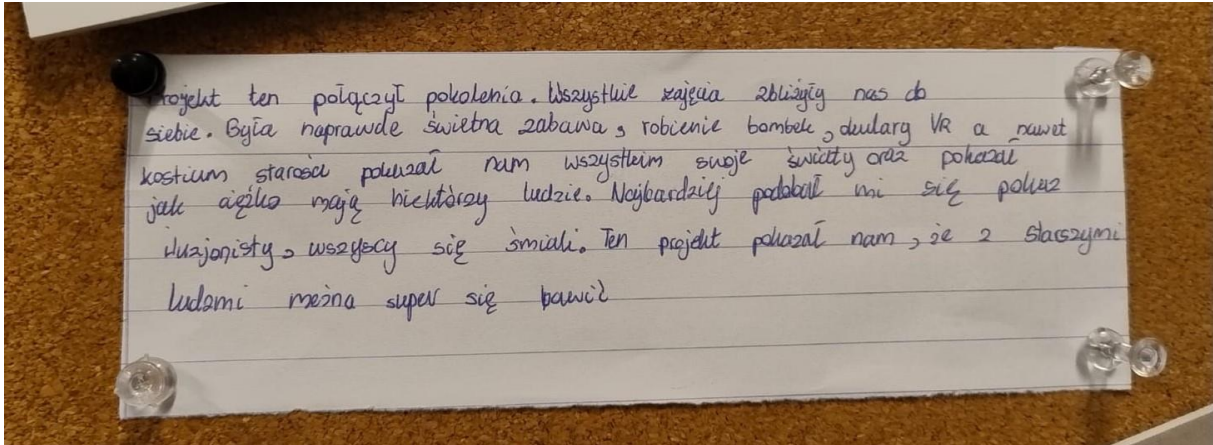 Projekt ten połączył pokolenia. Wszystkie zajęcia zbliżyły nas do
siebie. Była naprawde świetna zabawa, robienie bombek, okulary VR a nawet
kostium starości pokazał nam wszystkim swoje światy oraz pokazał
jak ciężko mają niektórzy ludzie. Najbardziej podobał mi się pokaz
iluzjonisty, wszyscy się śmiali. Ten projekt pokazał nam, że z starszymi
ludzmi można super się bawić